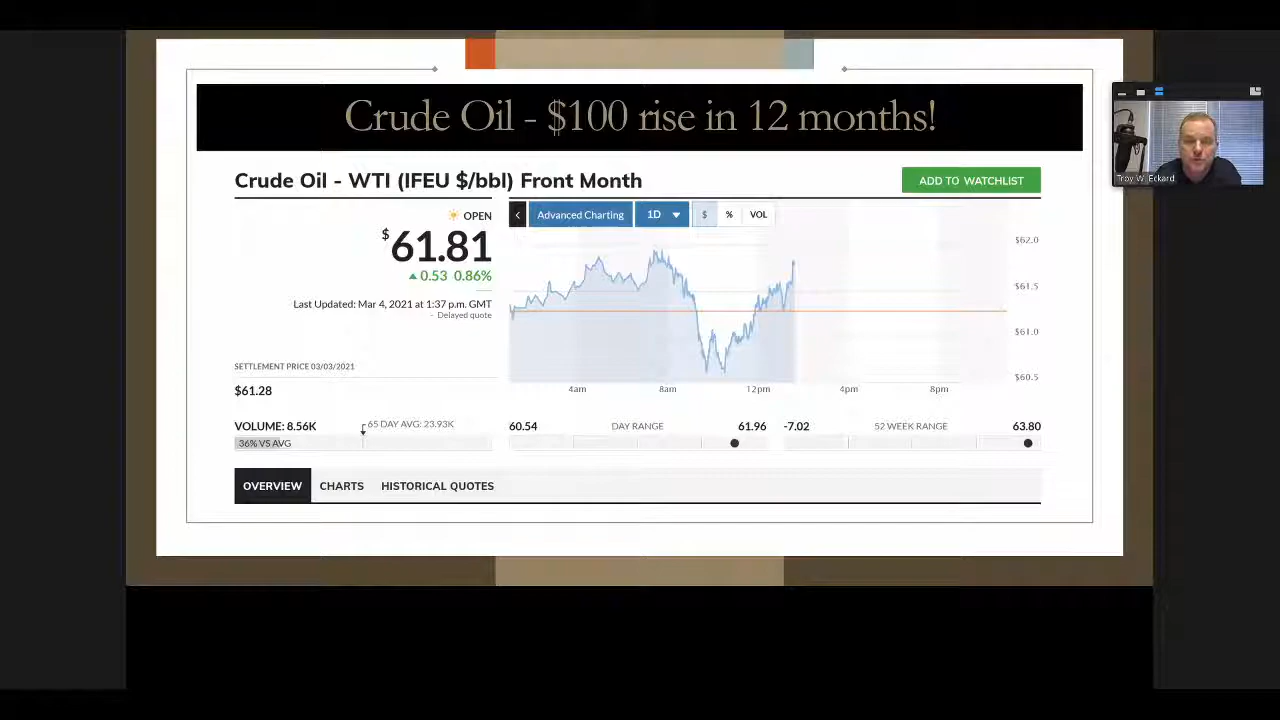 Crude Oil - $100 rise in 12 months!
Crude Oil - WTI (IFEU $/bbl) Front Month
ADD TO WATCHLIST
OPEN
$61.81
0.53 0.86%
Last Updated: Mar 4, 2021 at 1:37 p.m. GMT
- Delayed quote
SETTLEMENT PRICE 03/03/2021
$61.28
VOLUME: 8.56K
65 DAY AVG: 23.93K
36% VS AVG
Advanced Charting
1D
$
%
VOL
$62.0
$61.5
$61.0
$60.5
4am
8am
12pm
4pm
8pm
60.54
DAY RANGE
61.96
-7.02
52 WEEK RANGE
63.80
OVERVIEW
CHARTS
HISTORICAL QUOTES
Troy W. Eckard